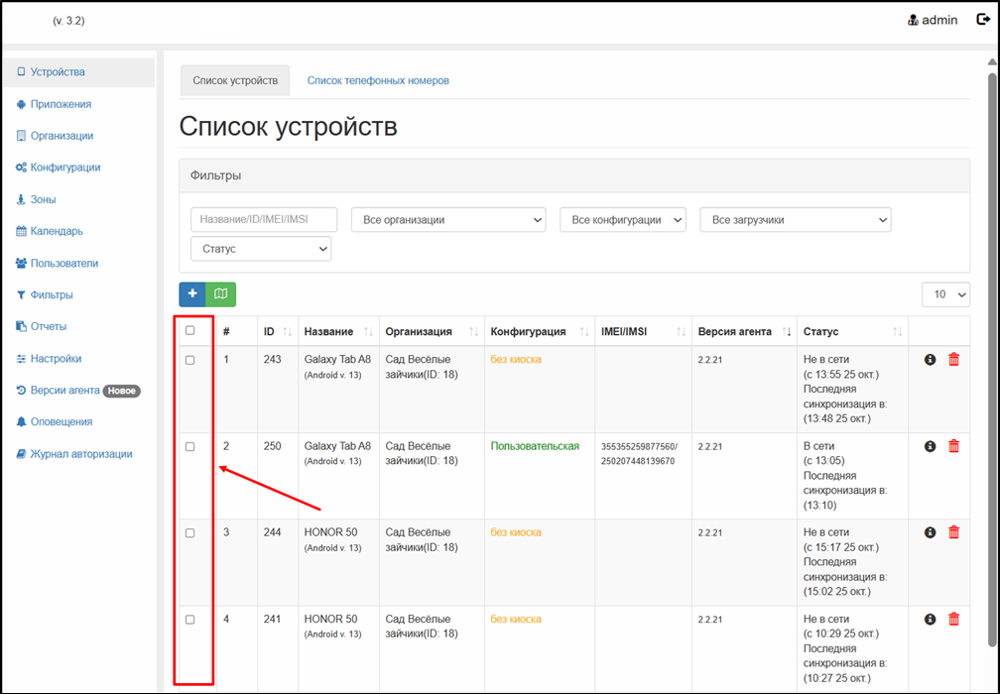 (v. 3.2)
admin
Устройства
Приложения
Организации
Конфигурации
Зоны
Календарь
Пользователи
Фильтры
Отчеты
Настройки
Версии агента Новое
Оповещения
Журнал авторизации
Список устройств Список телефонных номеров
Список устройств
Фильтры
Название/ID/IMEI/IMSI Все организации Все конфигурации Все загрузчики
Статус
10
# ID Название Организация Конфигурация IMEI/IMSI Версия агента Статус
1 243 Galaxy Tab A8 Сад Весёлые без киоска 2.2.21 Не в сети
(Android v. 13) зайчики(ID: 18) (с 13:55 25 окт.)
Последняя
синхронизация в:
(13:48 25 окт.)
2 250 Galaxy Tab A8 Сад Весёлые Пользовательская 355355259877560/ 2.2.21 В сети
(Android v. 13) зайчики(ID: 18) 250207448139670 (с 13:05)
Последняя
синхронизация в:
(13:10)
3 244 HONOR 50 Сад Весёлые без киоска 2.2.21 Не в сети
(Android v. 13) зайчики(ID: 18) (с 15:17 25 окт.)
Последняя
синхронизация в:
(15:02 25 окт.)
4 241 HONOR 50 Сад Весёлые без киоска 2.2.21 Не в сети
(Android v. 13) зайчики(ID: 18) (с 10:29 25 окт.)
Последняя
синхронизация в:
(10:27 25 окт.)